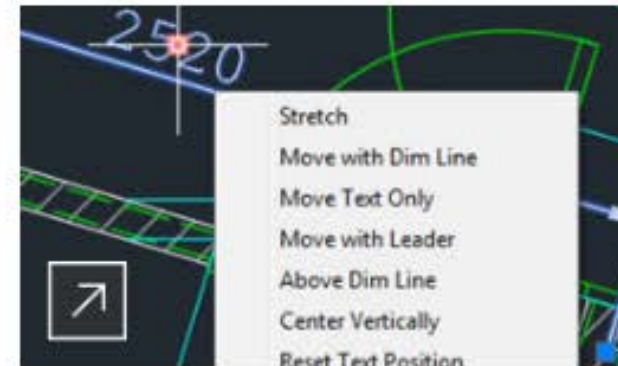 2520
Stretch
Move with Dim Line
Move Text Only
Move with Leader
Above Dim Line
Center Vertically
Reset Text Position